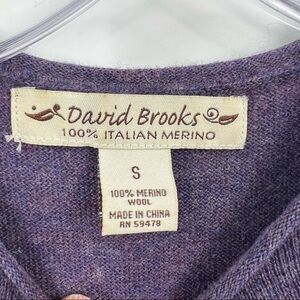 David Brooks
100% ITALIAN MERINO
S
100% MERINO
WOOL
MADE IN CHINA
RN 59478